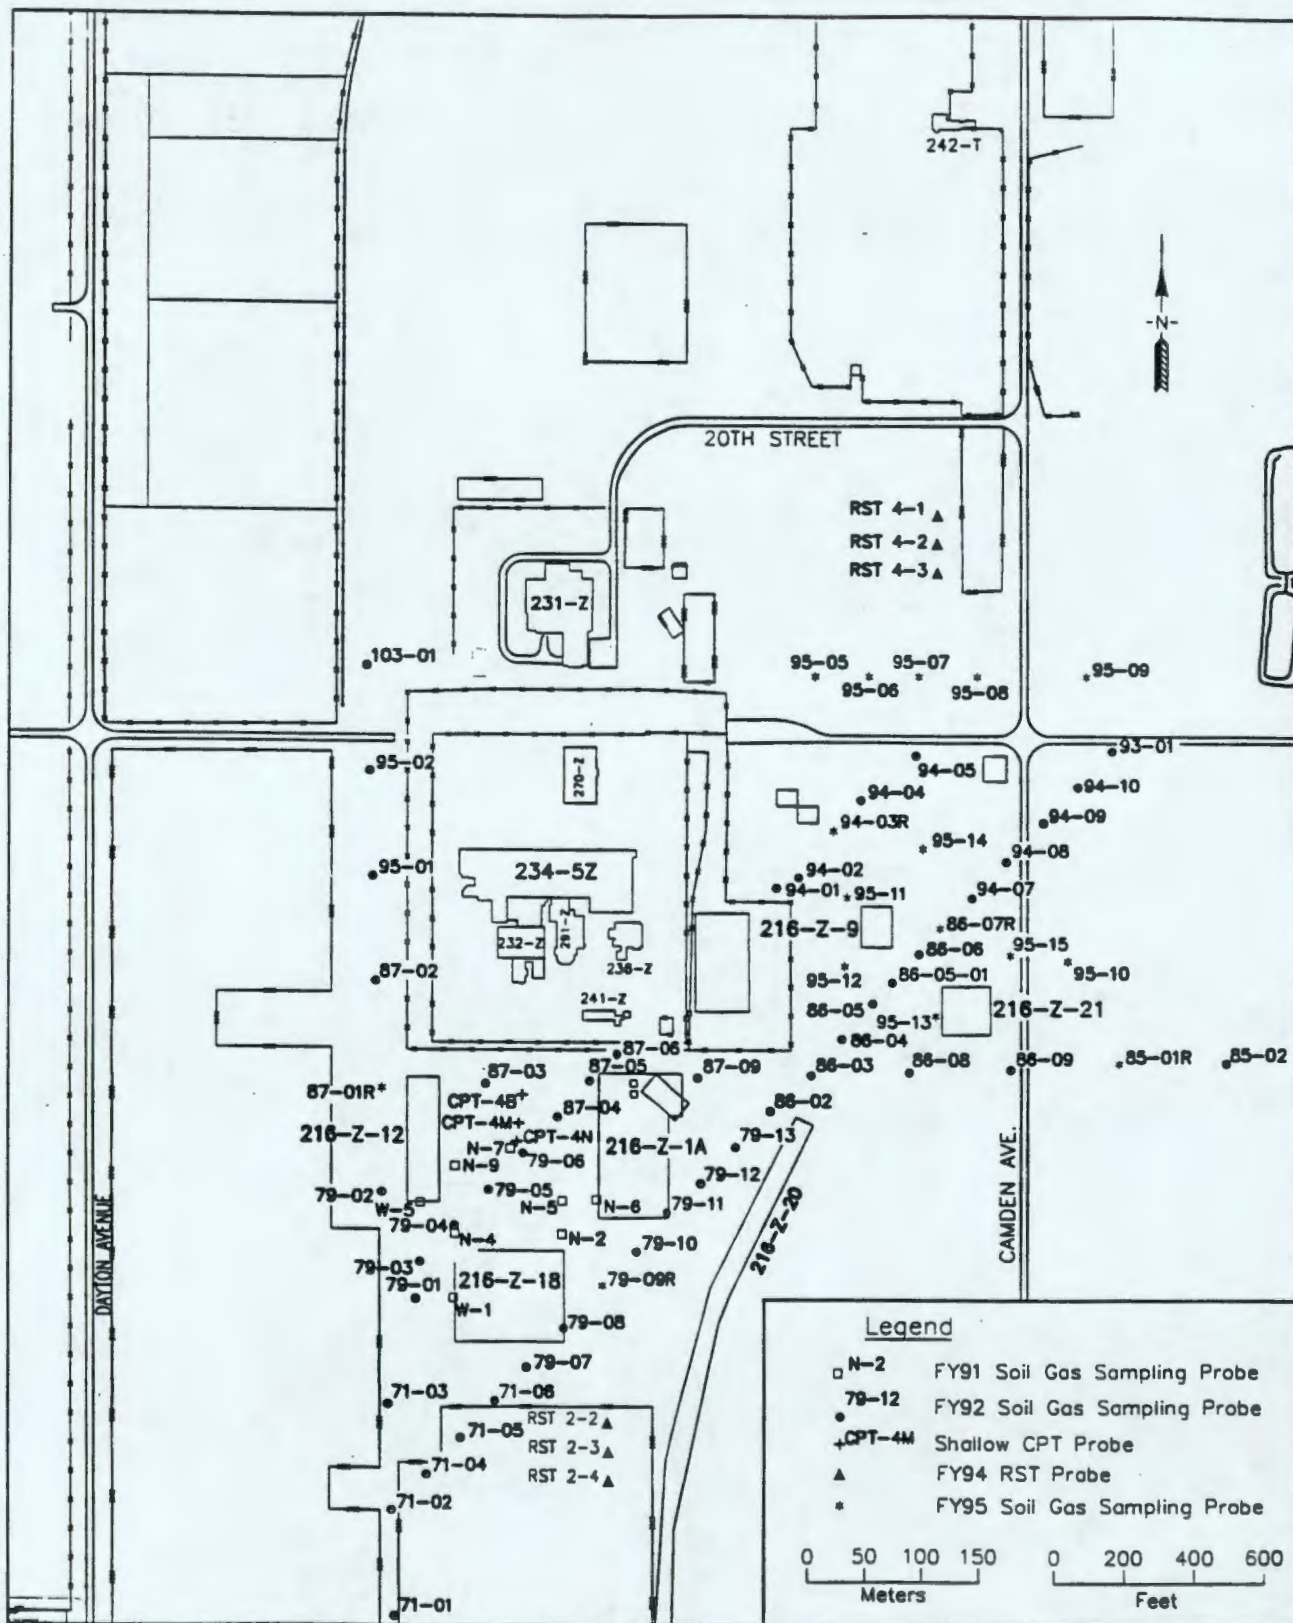 242-T
-N-
20TH STREET
RST 4-1
RST 4-2
RST 4-3
231-Z
103-01
95-05
95-07
95-09
95-06
95-08
93-01
95-02
270-Z
94-05
94-10
94-04
94-09
94-03R
95-14
94-08
95-01
234-5Z
94-02
94-01
95-11
94-07
216-Z-9
86-07R
232-Z
291-Z
236-Z
86-06
95-15
95-10
87-02
95-12
86-05-01
241-Z
86-05
95-13
216-Z-21
86-04
87-06
87-03
87-05
87-09
86-03
86-08
86-09
85-01R
85-02
87-01R
CPT-4B
87-04
86-02
CPT-4M
216-Z-12
CPT-4N
N-7
216-Z-1A
79-13
79-06
N-9
79-12
79-02
79-05
W-5
N-5
N-6
79-11
79-04
N-4
N-2
79-10
216-Z-20
79-03
216-Z-18
79-09R
79-01
W-1
79-08
DAYTON AVENUE
CAMDEN AVE.
79-07
71-03
71-06
RST 2-2
71-05
RST 2-3
71-04
RST 2-4
71-02
71-01
Legend
N-2 FY91 Soil Gas Sampling Probe
79-12 FY92 Soil Gas Sampling Probe
CPT-4M Shallow CPT Probe
FY94 RST Probe
FY95 Soil Gas Sampling Probe
0 50 100 150
Meters
0 200 400 600
Feet